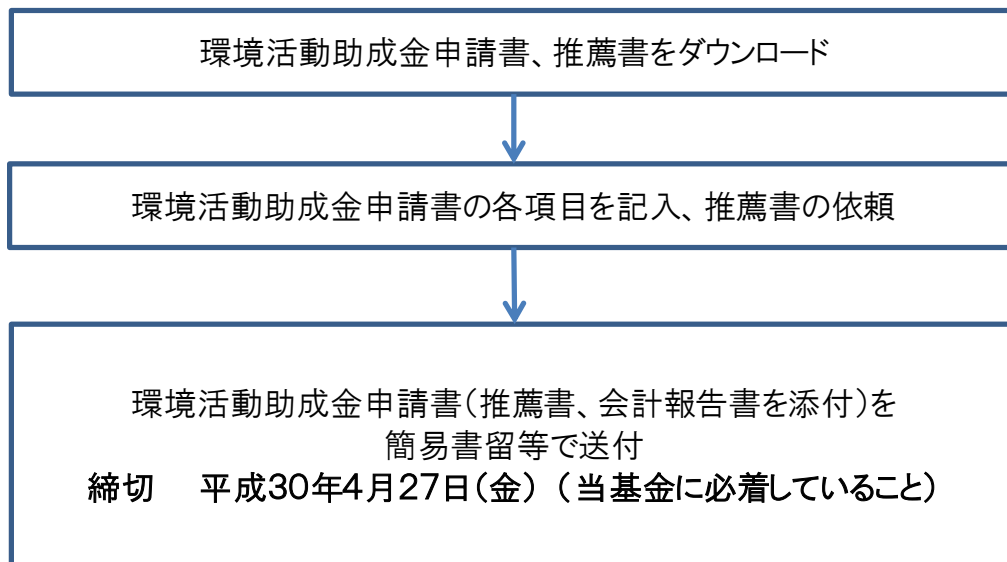 環境活動助成金申請書、推薦書をダウンロード
環境活動助成金申請書の各項目を記入、推薦書の依頼
環境活動助成金申請書（推薦書、会計報告書を添付）を
簡易書留等で送付
締切　平成30年4月27日（金）（当基金に必着していること）